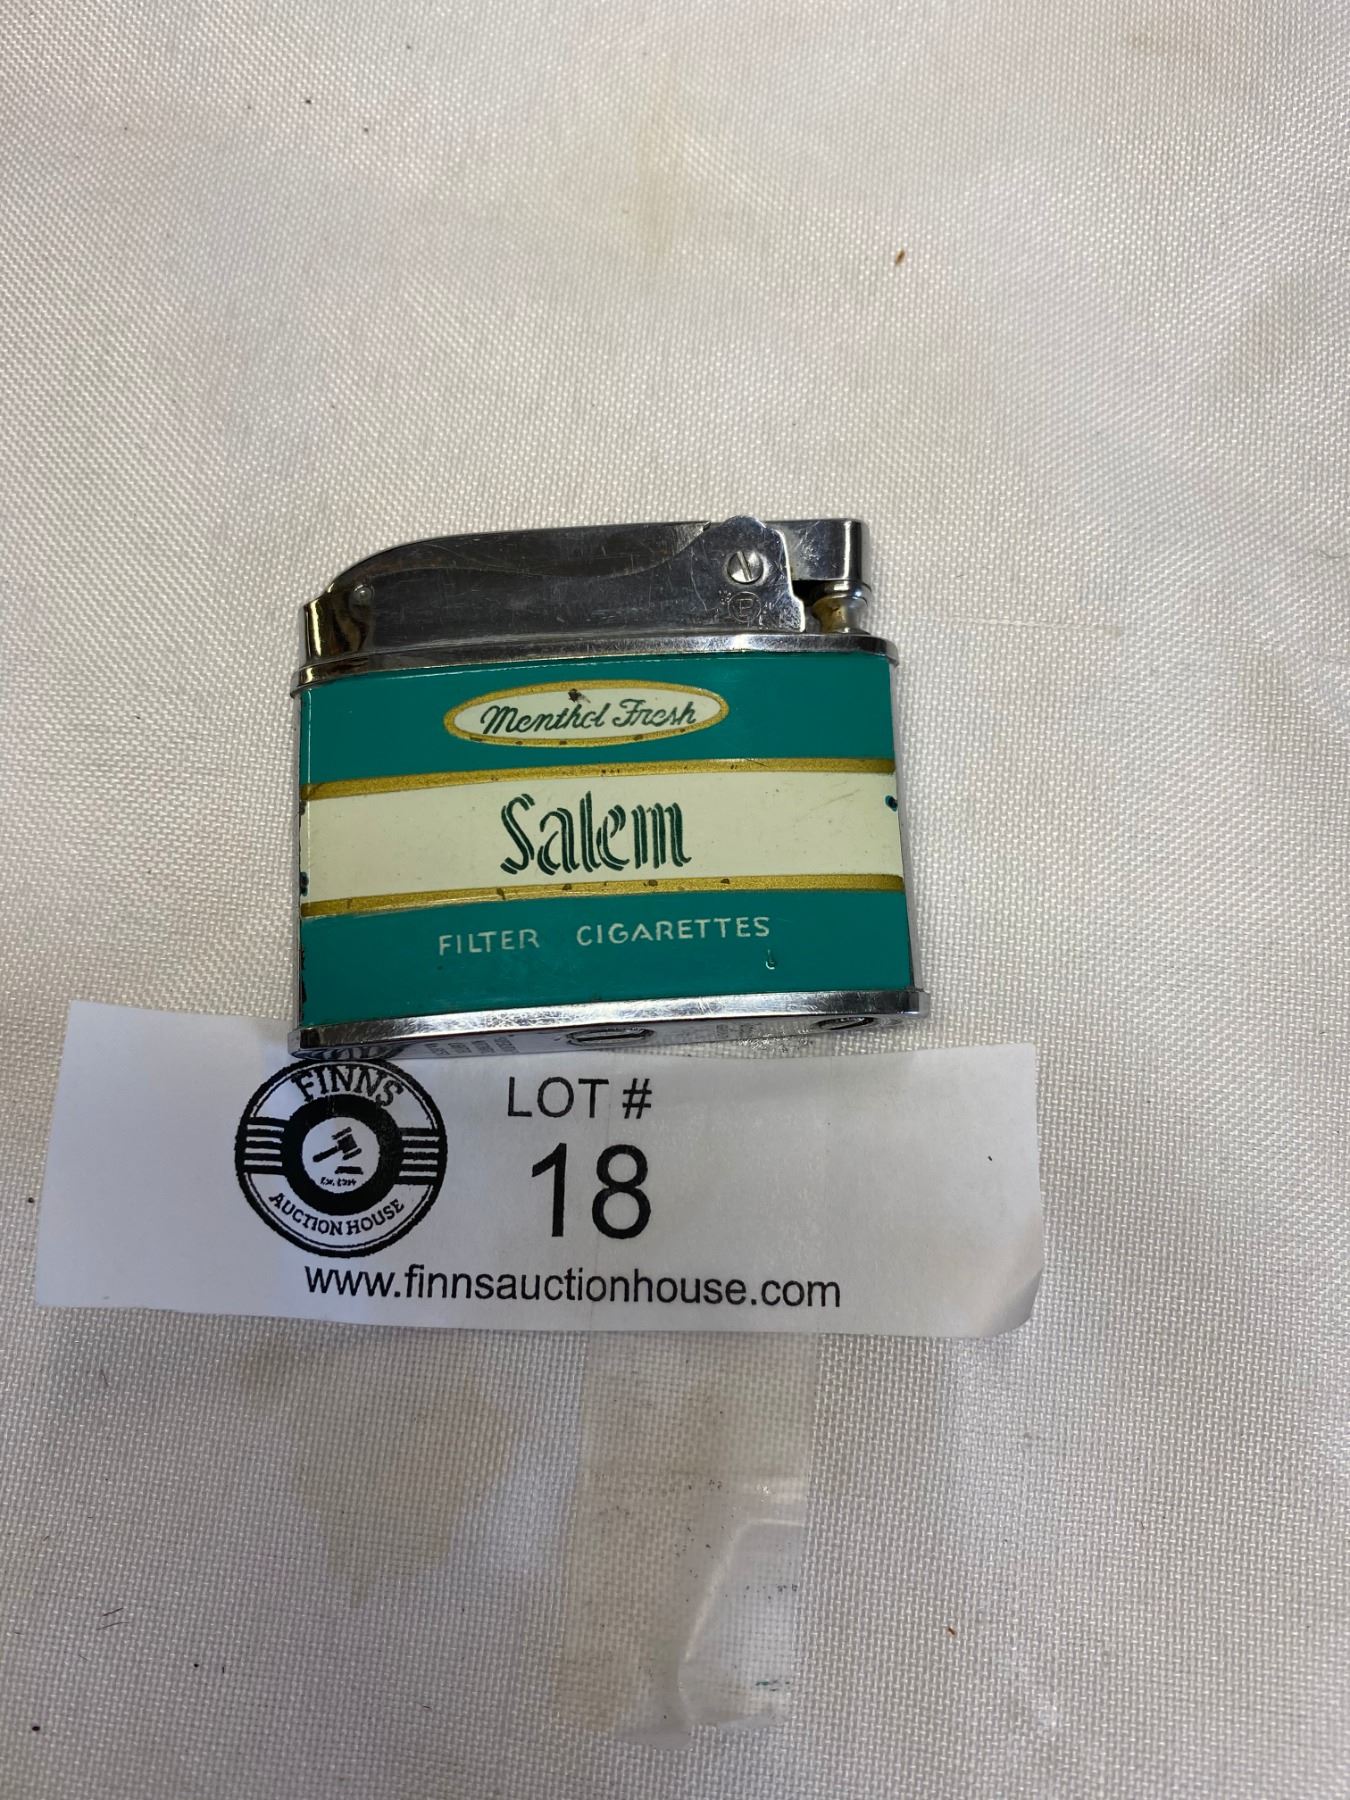 P
Menthol Fresh
Salem
FILTER CIGARETTES
FINNS
AUCTION HOUSE
LOT #
18
www.finnsauctionhouse.com